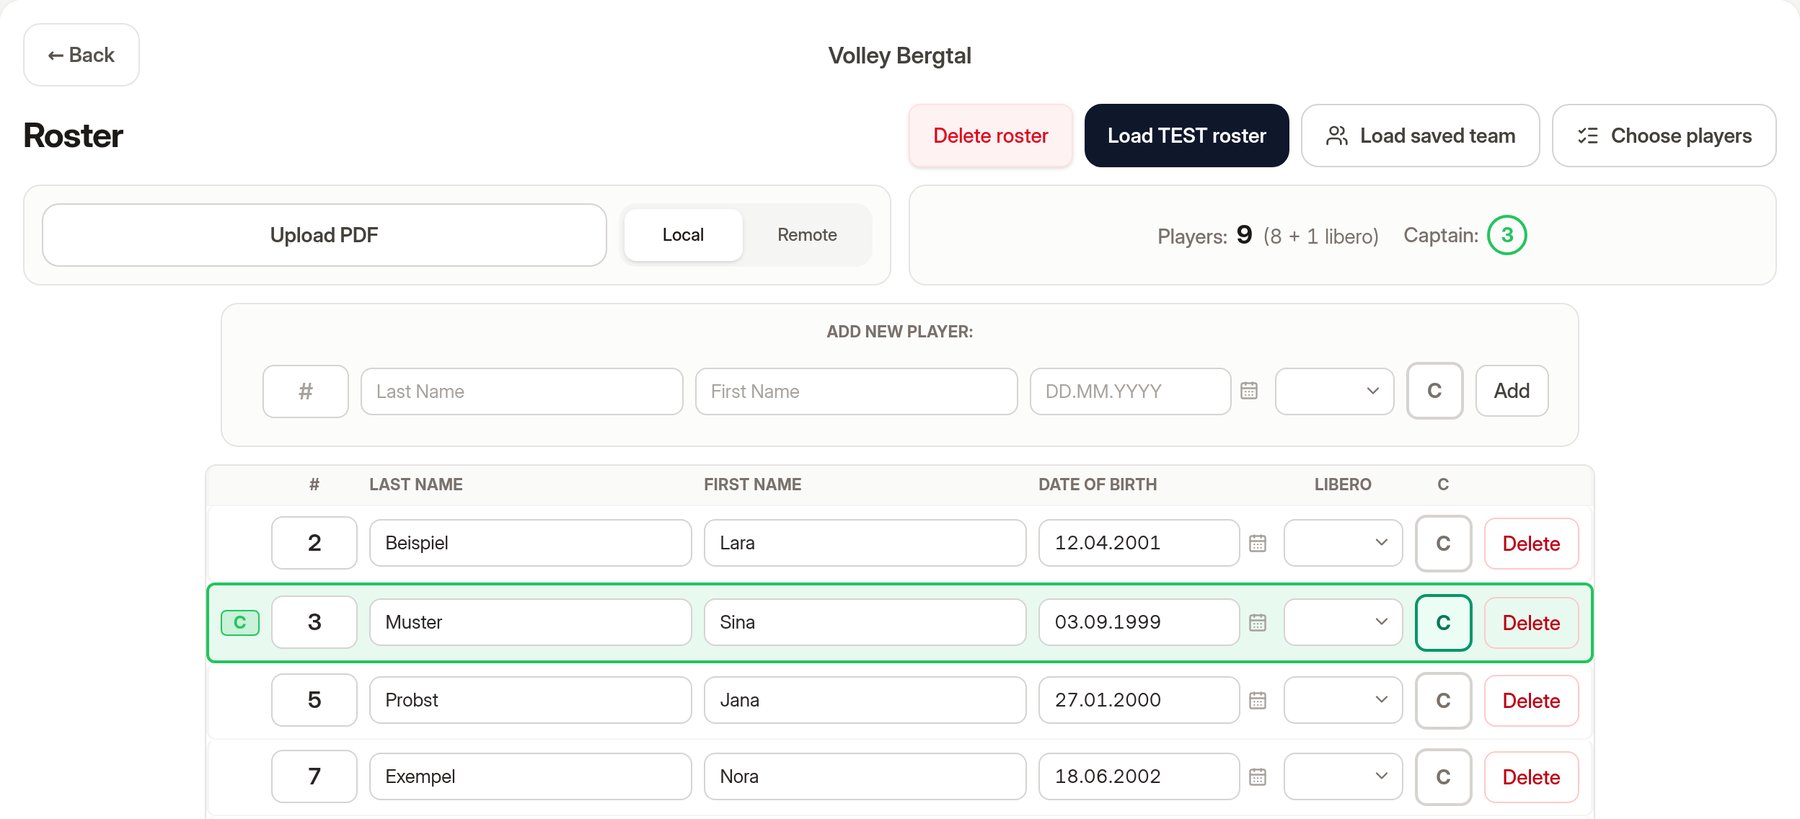 ← Back
Volley Bergtal
Roster
Delete roster
Load TEST roster
Load saved team
Choose players
Upload PDF
Local
Remote
Players: 9 (8 + 1 libero) Captain: 3
ADD NEW PLAYER:
# Last Name First Name DD.MM.YYYY C Add
# LAST NAME FIRST NAME DATE OF BIRTH LIBERO C
2 Beispiel Lara 12.04.2001 C Delete
C 3 Muster Sina 03.09.1999 C Delete
5 Probst Jana 27.01.2000 C Delete
7 Exempel Nora 18.06.2002 C Delete